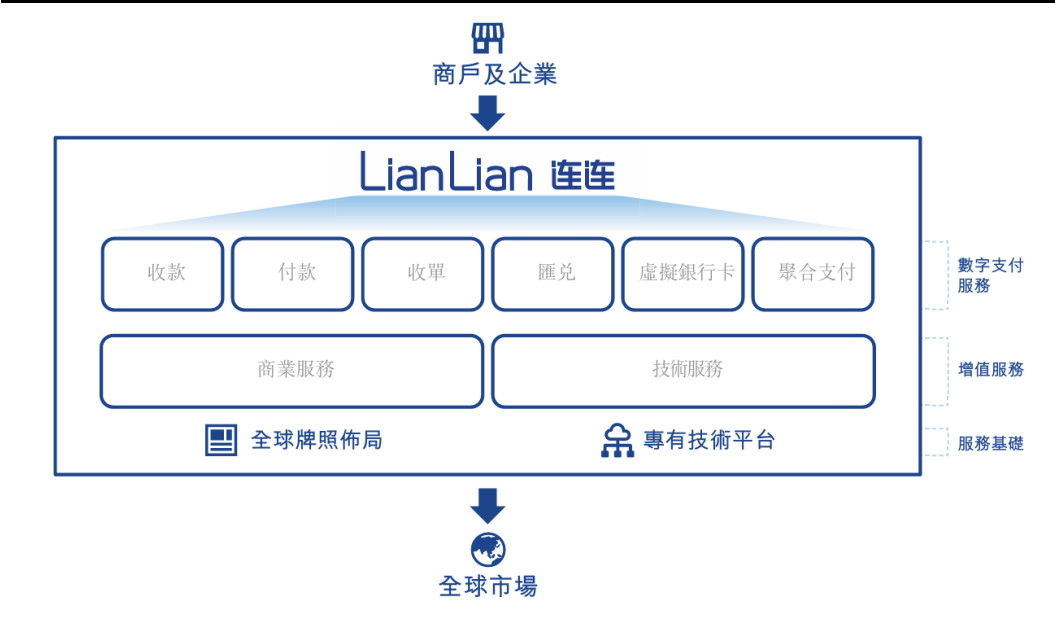 商戶及企業
LianLian 连连
收款
付款
收單
匯兑
虛擬銀行卡
聚合支付
數字支付
服務
商業服務
技術服務
增值服務
全球牌照佈局
專有技術平台
服務基礎
全球市場